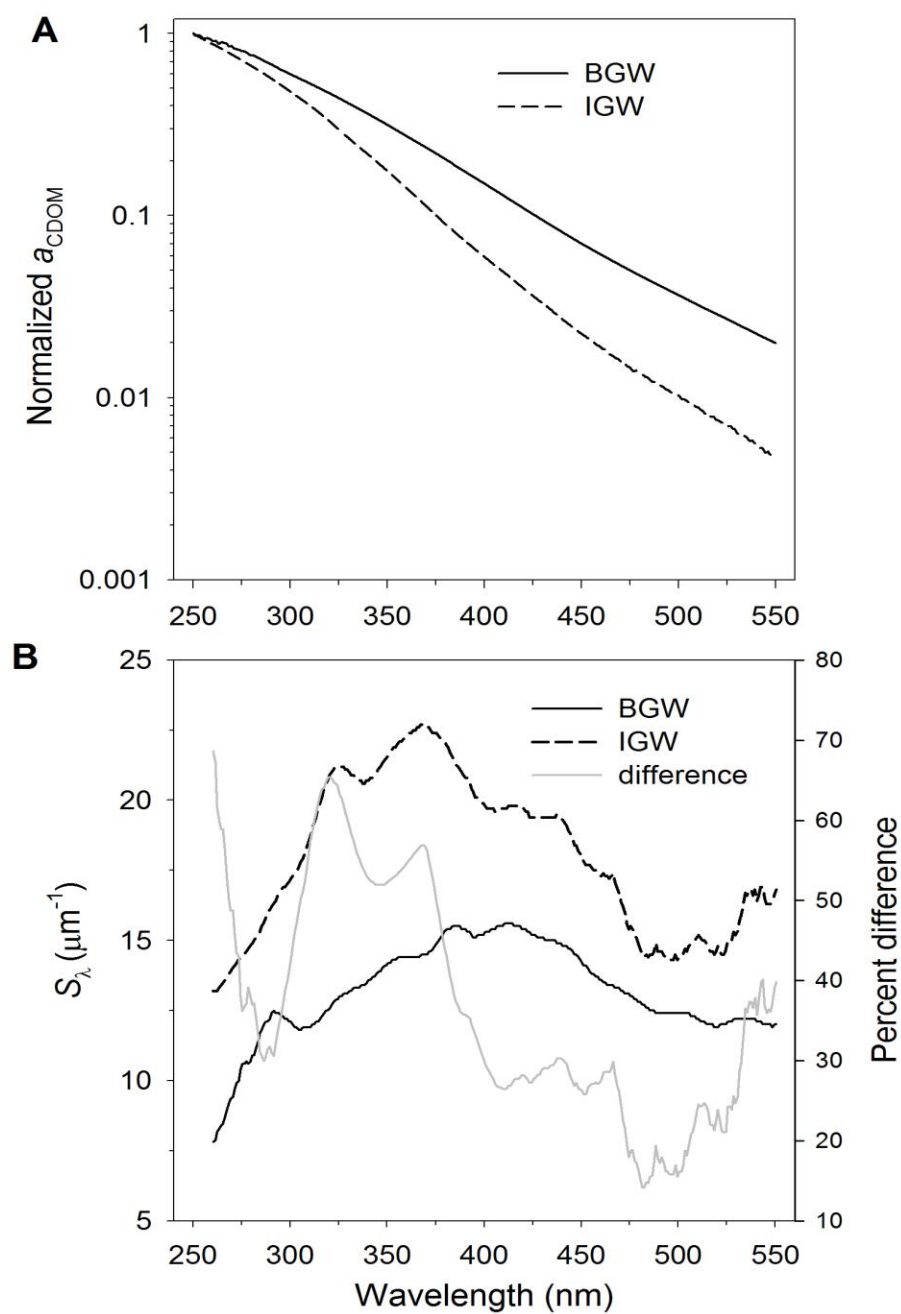 A
1
0.1
0.01
0.001
Normalized aCDOM
BGW
IGW
250 300 350 400 450 500 550
B
25
20
15
10
5
Sλ (μm-1)
BGW
IGW
difference
80
70
60
50
40
30
20
10
Percent difference
250 300 350 400 450 500 550
Wavelength (nm)